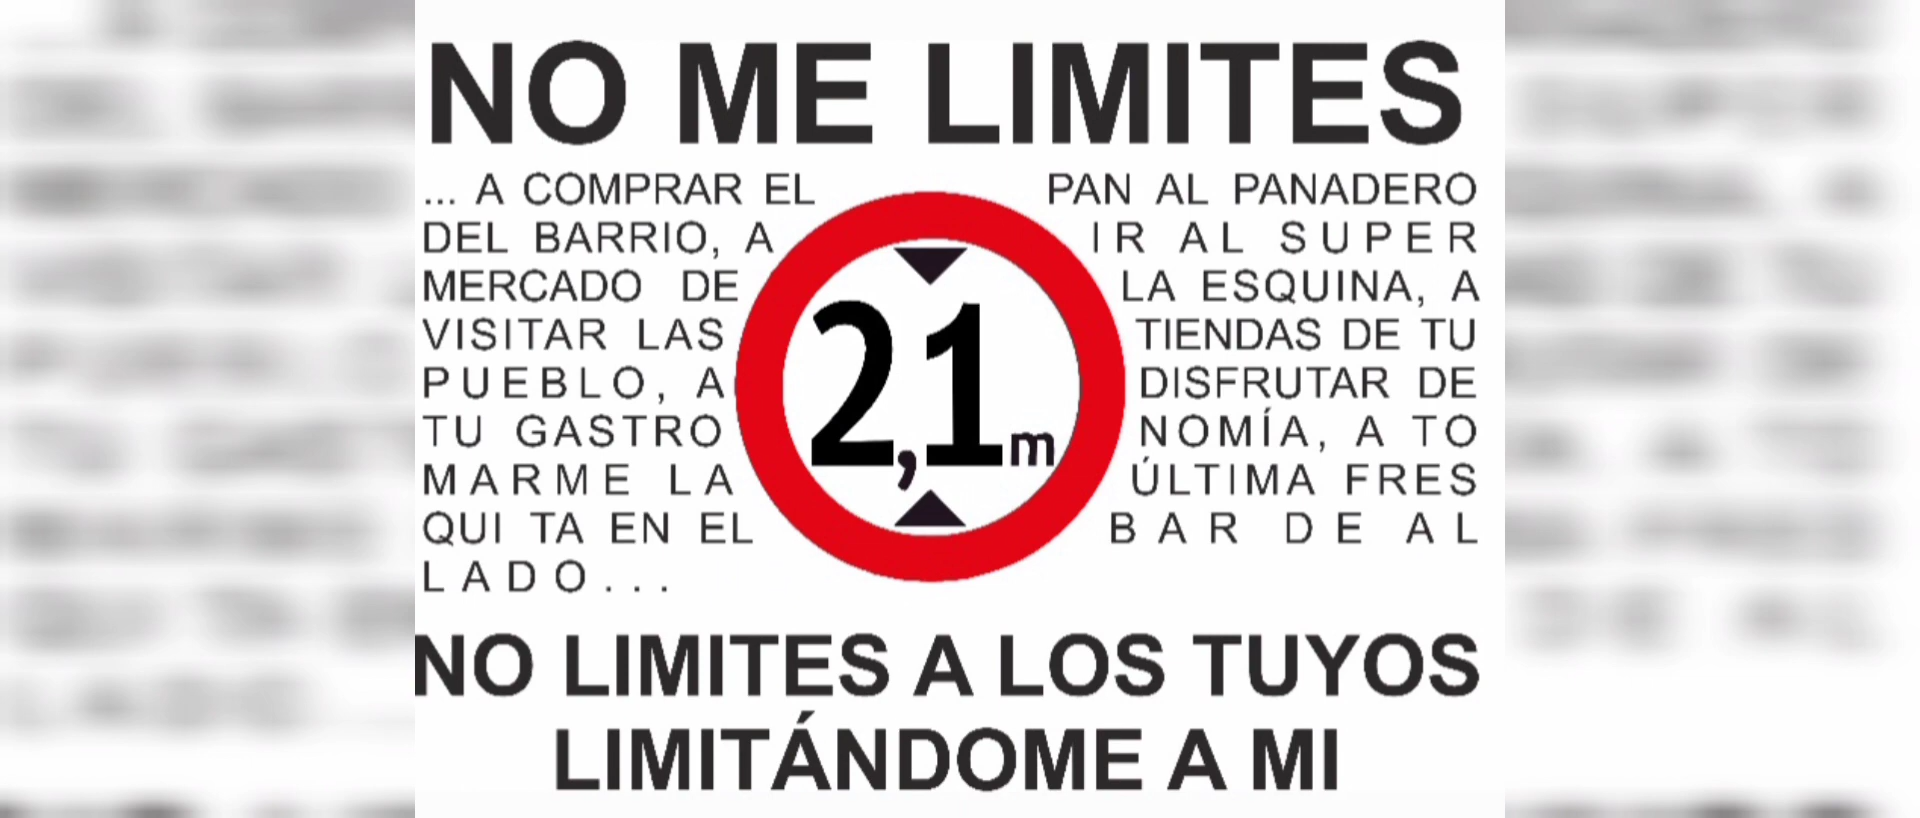 NO ME LIMITES
... A COMPRAR EL PAN AL PANADERO
DEL BARRIO, A IR AL SUPER
MERCADO DE LA ESQUINA, A
VISITAR LAS TIENDAS DE TU
PUEBLO, A DISFRUTAR DE
TU GASTRO NOMÍA, A TO
MARME LA ÚLTIMA FRES
QUI TA EN EL BAR DE AL
LADO...
2,1m
NO LIMITES A LOS TUYOS
LIMITÁNDOME A MI